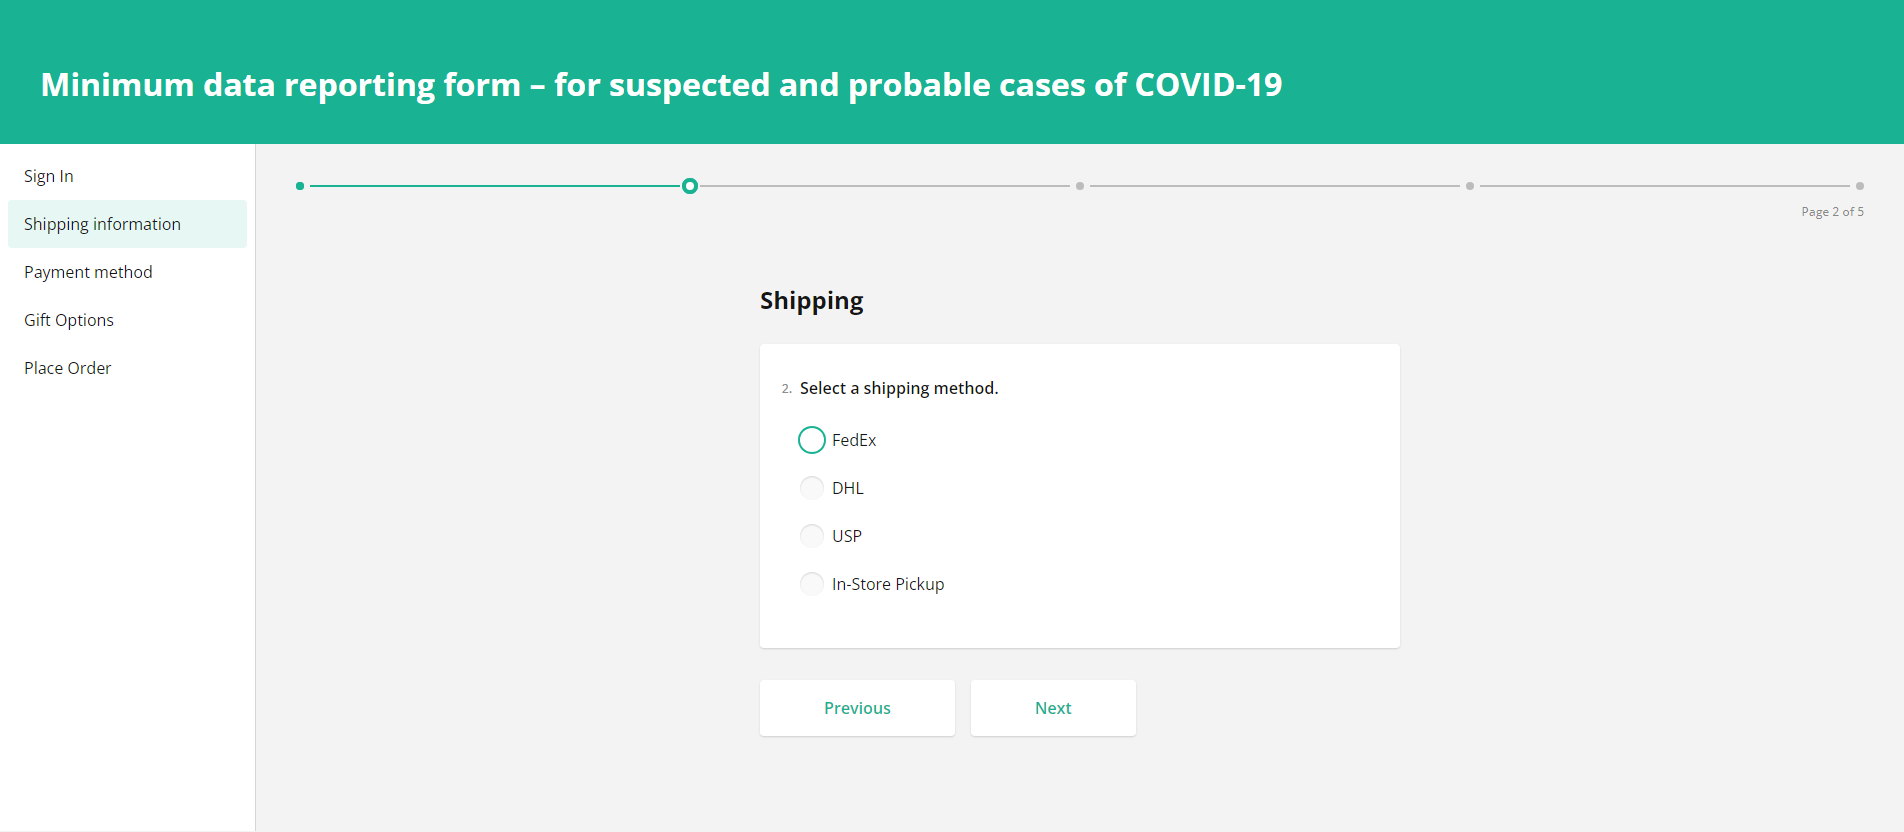 Minimum data reporting form – for suspected and probable cases of COVID-19
Sign In
Shipping information
Payment method
Gift Options
Place Order
Page 2 of 5
Shipping
2. Select a shipping method.
FedEx
DHL
USP
In-Store Pickup
Previous
Next